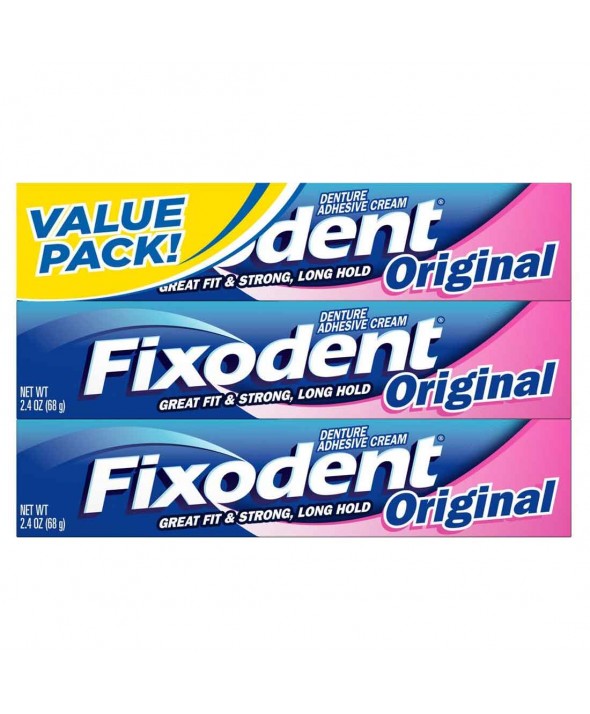 VALUE
PACK!
DENTURE
ADHESIVE CREAM
odent®
GREAT FIT & STRONG, LONG HOLD
Original
DENTURE
ADHESIVE CREAM
Fixodent®
GREAT FIT & STRONG, LONG HOLD
Original
NET WT
2.4 OZ (68 g)
DENTURE
ADHESIVE CREAM
Fixodent®
GREAT FIT & STRONG, LONG HOLD
Original
NET WT
2.4 OZ (68 g)